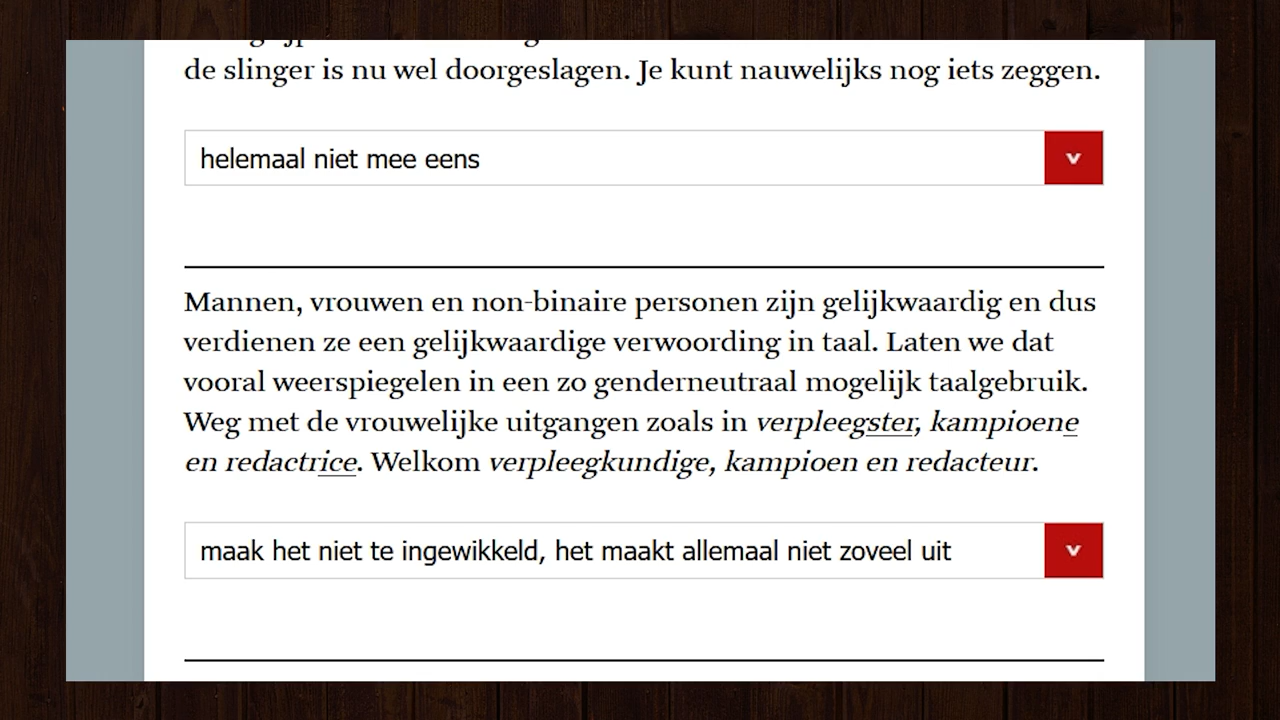 de slinger is nu wel doorgeslagen. Je kunt nauwelijks nog iets zeggen.
helemaal niet mee eens
v
Mannen, vrouwen en non-binaire personen zijn gelijkwaardig en dus
verdienen ze een gelijkwaardige verwoording in taal. Laten we dat
vooral weerspiegelen in een zo genderneutraal mogelijk taalgebruik.
Weg met de vrouwelijke uitgangen zoals in verpleegster, kampioene
en redactrice. Welkom verpleegkundige, kampioen en redacteur.
maak het niet te ingewikkeld, het maakt allemaal niet zoveel uit
v